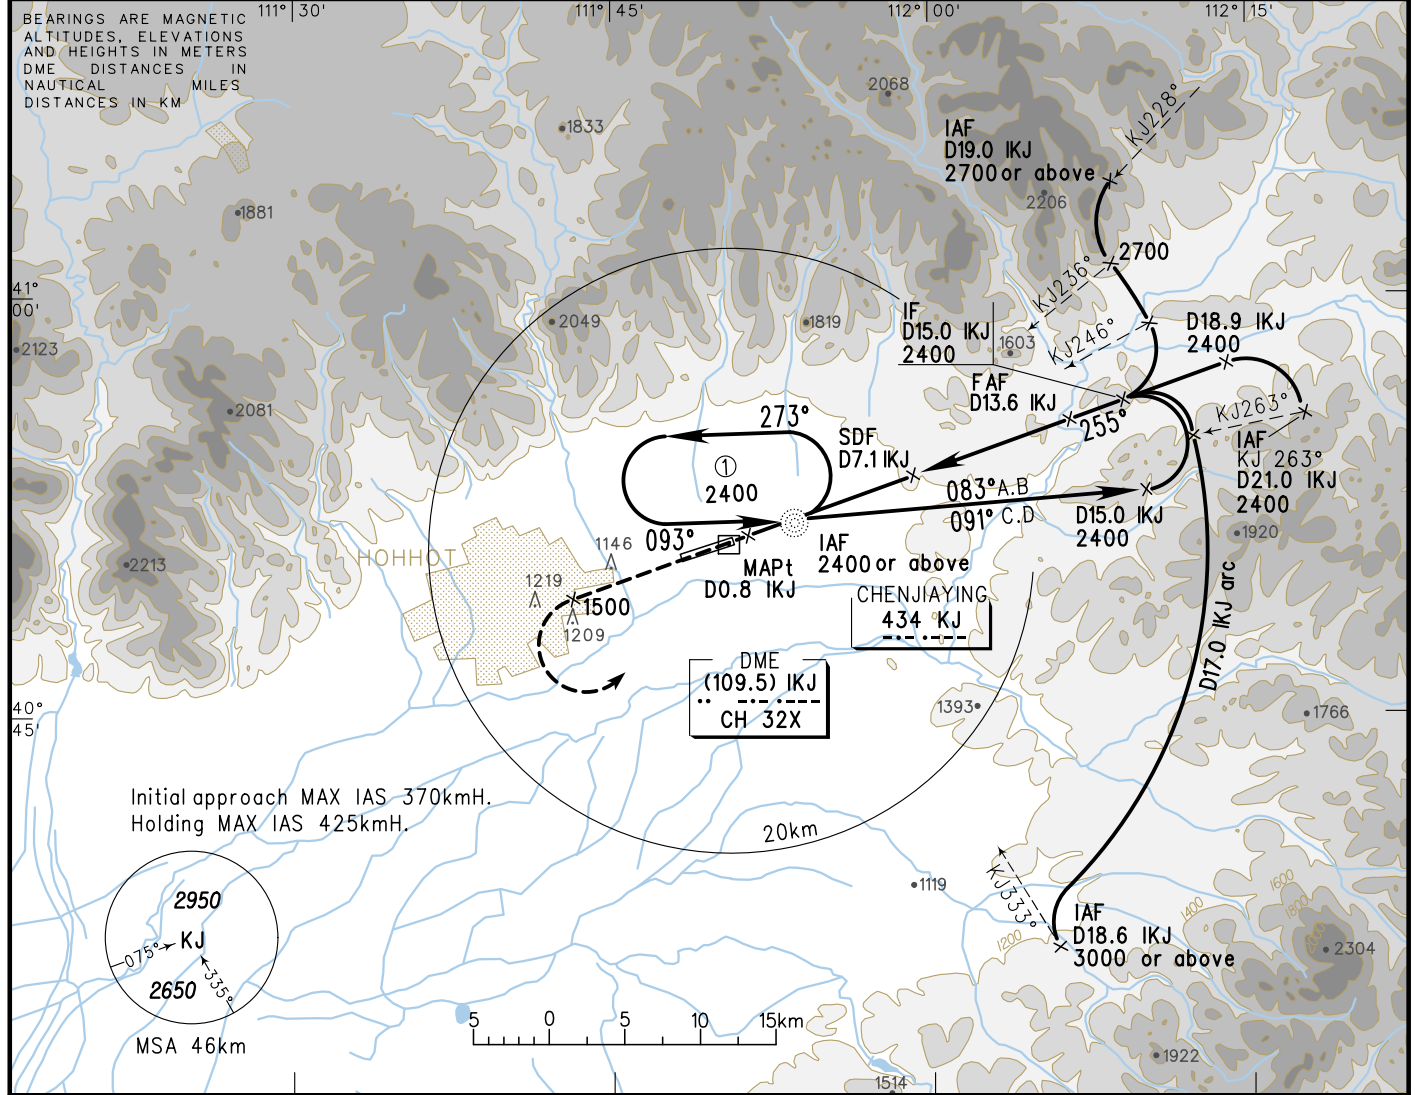 BEARINGS ARE MAGNETIC
ALTITUDES, ELEVATIONS
AND HEIGHTS IN METERS
DME DISTANCES IN
NAUTICAL MILES
DISTANCES IN KM
111° 30'
111° 45'
112° 00'
112° 15'
2068
1833
KJ228°
IAF
D19.0 IKJ
2700 or above
2206
1881
2700
KJ236°
41°
00'
2049
1819
IF
D15.0 IKJ
2400
1603
KJ246°
D18.9 IKJ
2400
2123
FAF
D13.6 IKJ
2081
273°
255°
KJ263°
SDF
D7.1 IKJ
IAF
KJ 263°
D21.0 IKJ
2400
1
2400
083° A.B
091° C.D
D15.0 IKJ
2400
1920
093°
1146
HOHHOT
2213
IAF
2400 or above
MAPt
D0.8 IKJ
1219
1500
1209
CHENJIAYING
434 KJ
D17.0 IKJ arc
DME
(109.5) IKJ
CH 32X
40°
45'
1393
1766
Initial approach MAX IAS 370kmH.
Holding MAX IAS 425kmH.
20km
2950
KJ
075°
335°
2650
MSA 46km
1119
KJ333°
IAF
D18.6 IKJ
3000 or above
1200
1400
1600
1800
2000
2304
5 0 5 10 15km
1922
1514